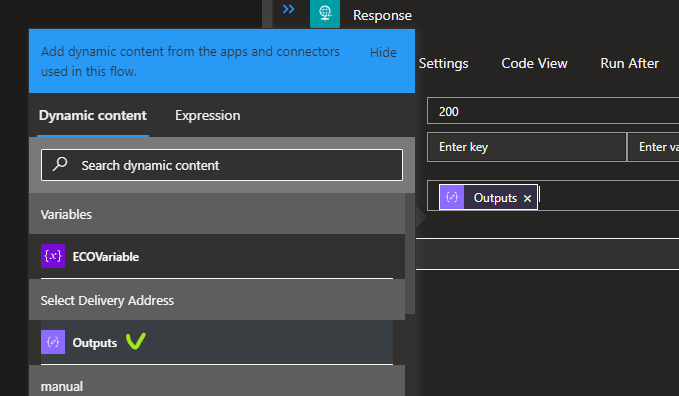 Response
Add dynamic content from the apps and connectors
used in this flow.
Hide
Settings
Code View
Run After
Dynamic content
Expression
200
Enter key
Enter va
Search dynamic content
Outputs ×
Variables
{x} ECOVariable
Select Delivery Address
Outputs
manual